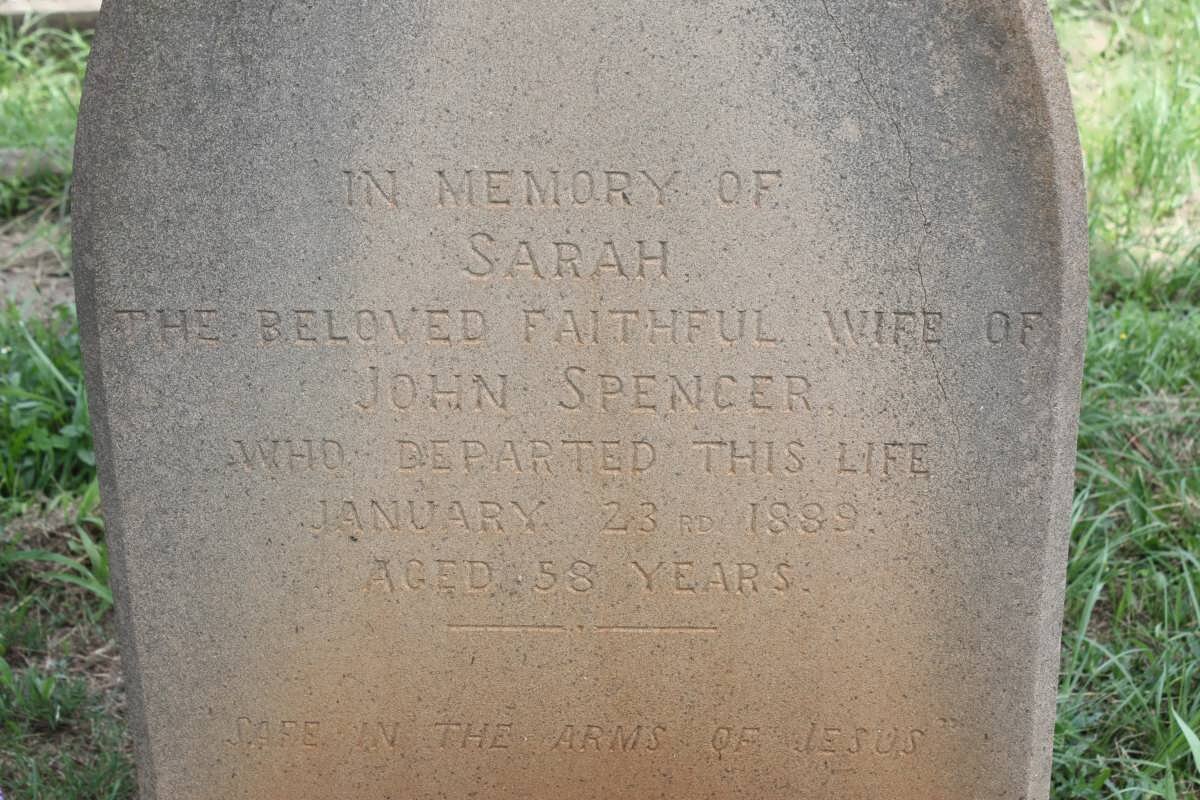 IN MEMORY OF
SARAH
THE BELOVED FAITHFUL WIFE OF
JOHN SPENCER,
WHO DEPARTED THIS LIFE
JANUARY 23RD 1889
AGED 58 YEARS.
SAFE IN THE ARMS OF JESUS"